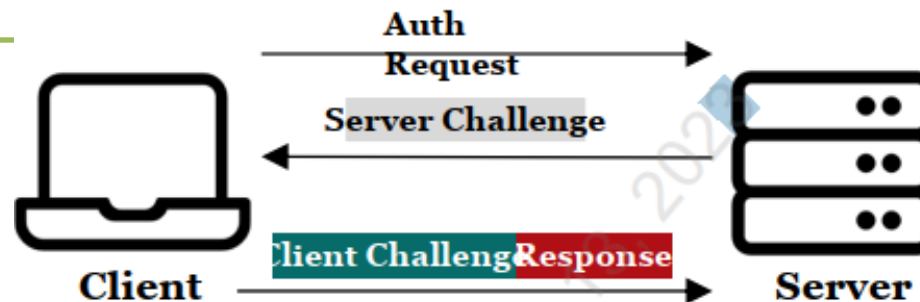 Auth
Request
Server Challenge
Client Challenge Response
Client
Server